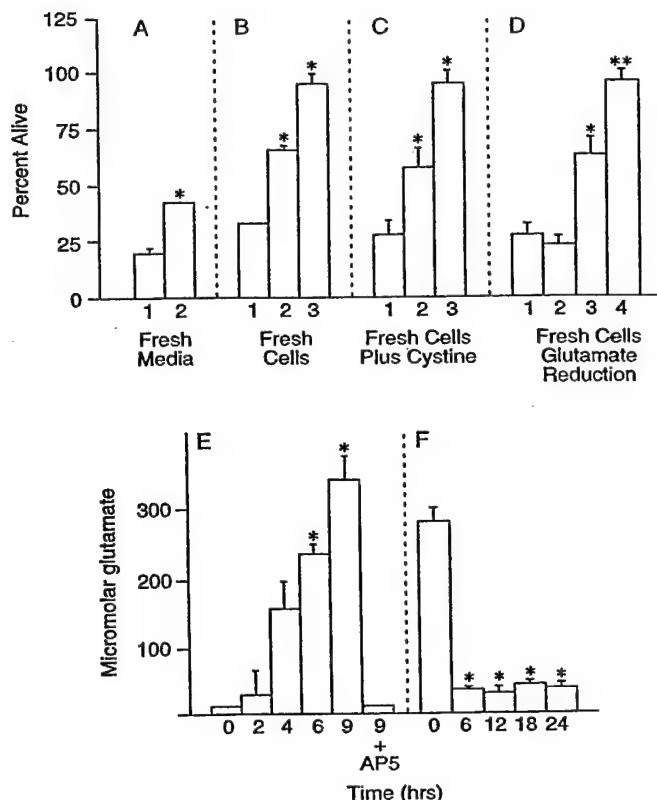 A B C D
125
100
75
50
25
0
Percent Alive
* * * * * * **
1 2 1 2 3 1 2 3 1 2 3 4
Fresh Media
Fresh Cells
Fresh Cells Plus Cystine
Fresh Cells Glutamate Reduction
E F
300
200
100
Micromolar glutamate
* * * * * *
0 2 4 6 9 9 + AP5 0 6 12 18 24
Time (hrs)